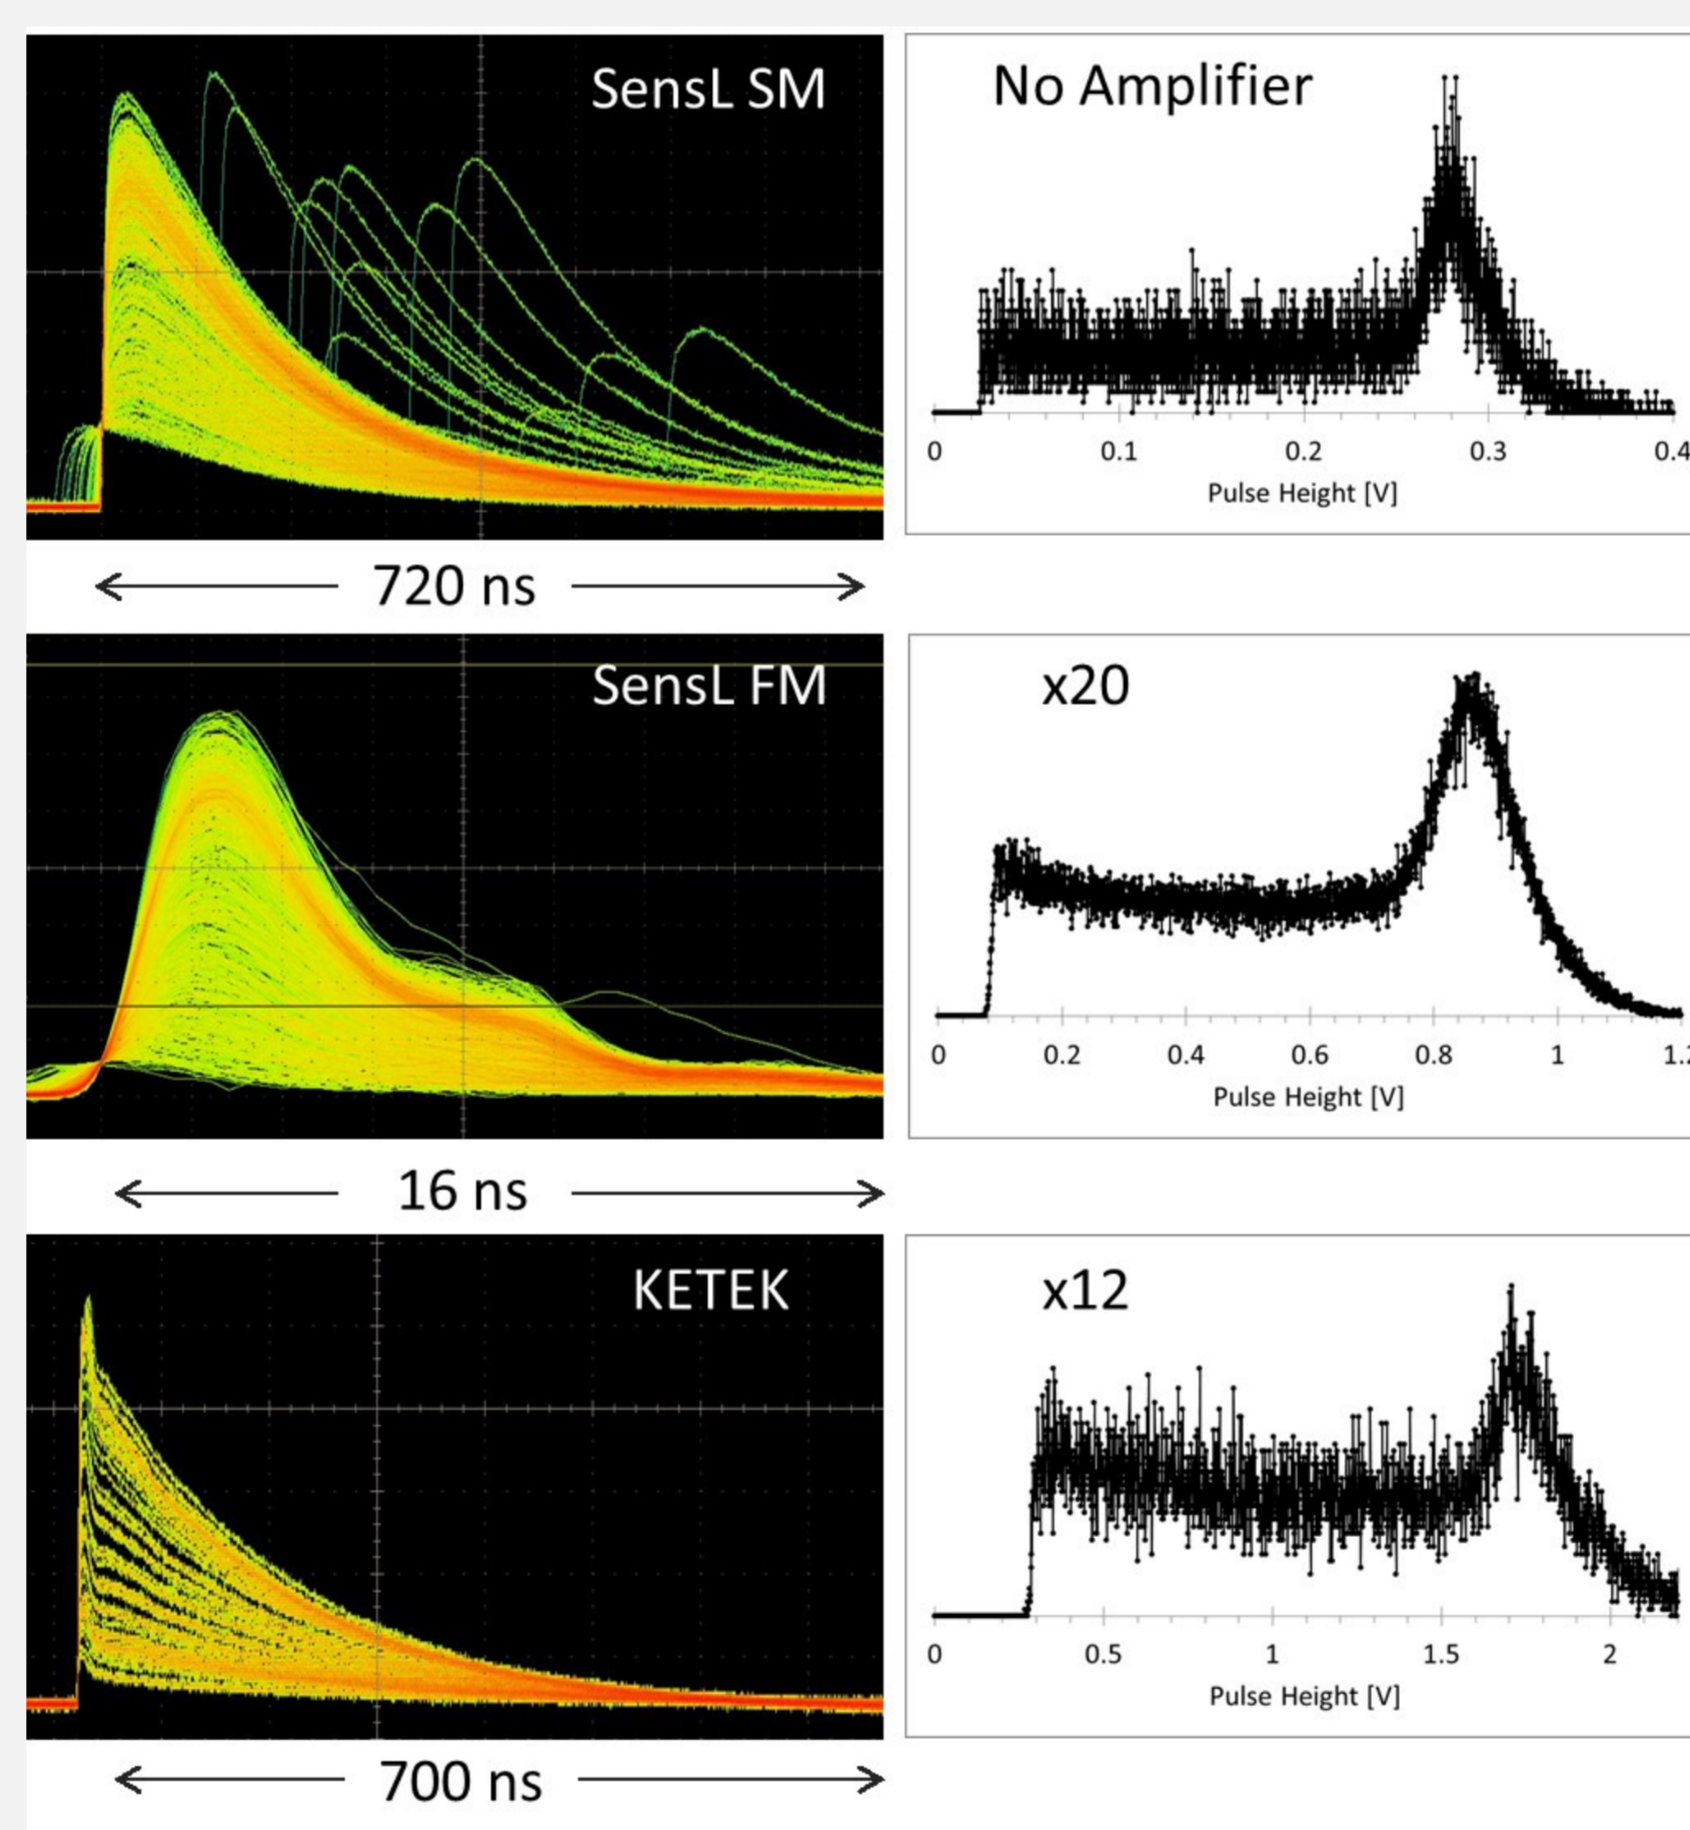 SensL SM
No Amplifier
0 0.1 0.2 0.3 0.4
Pulse Height [V]
720 ns
SensL FM
x20
0 0.2 0.4 0.6 0.8 1 1.2
Pulse Height [V]
16 ns
KETEK
x12
0 0.5 1 1.5 2
Pulse Height [V]
700 ns